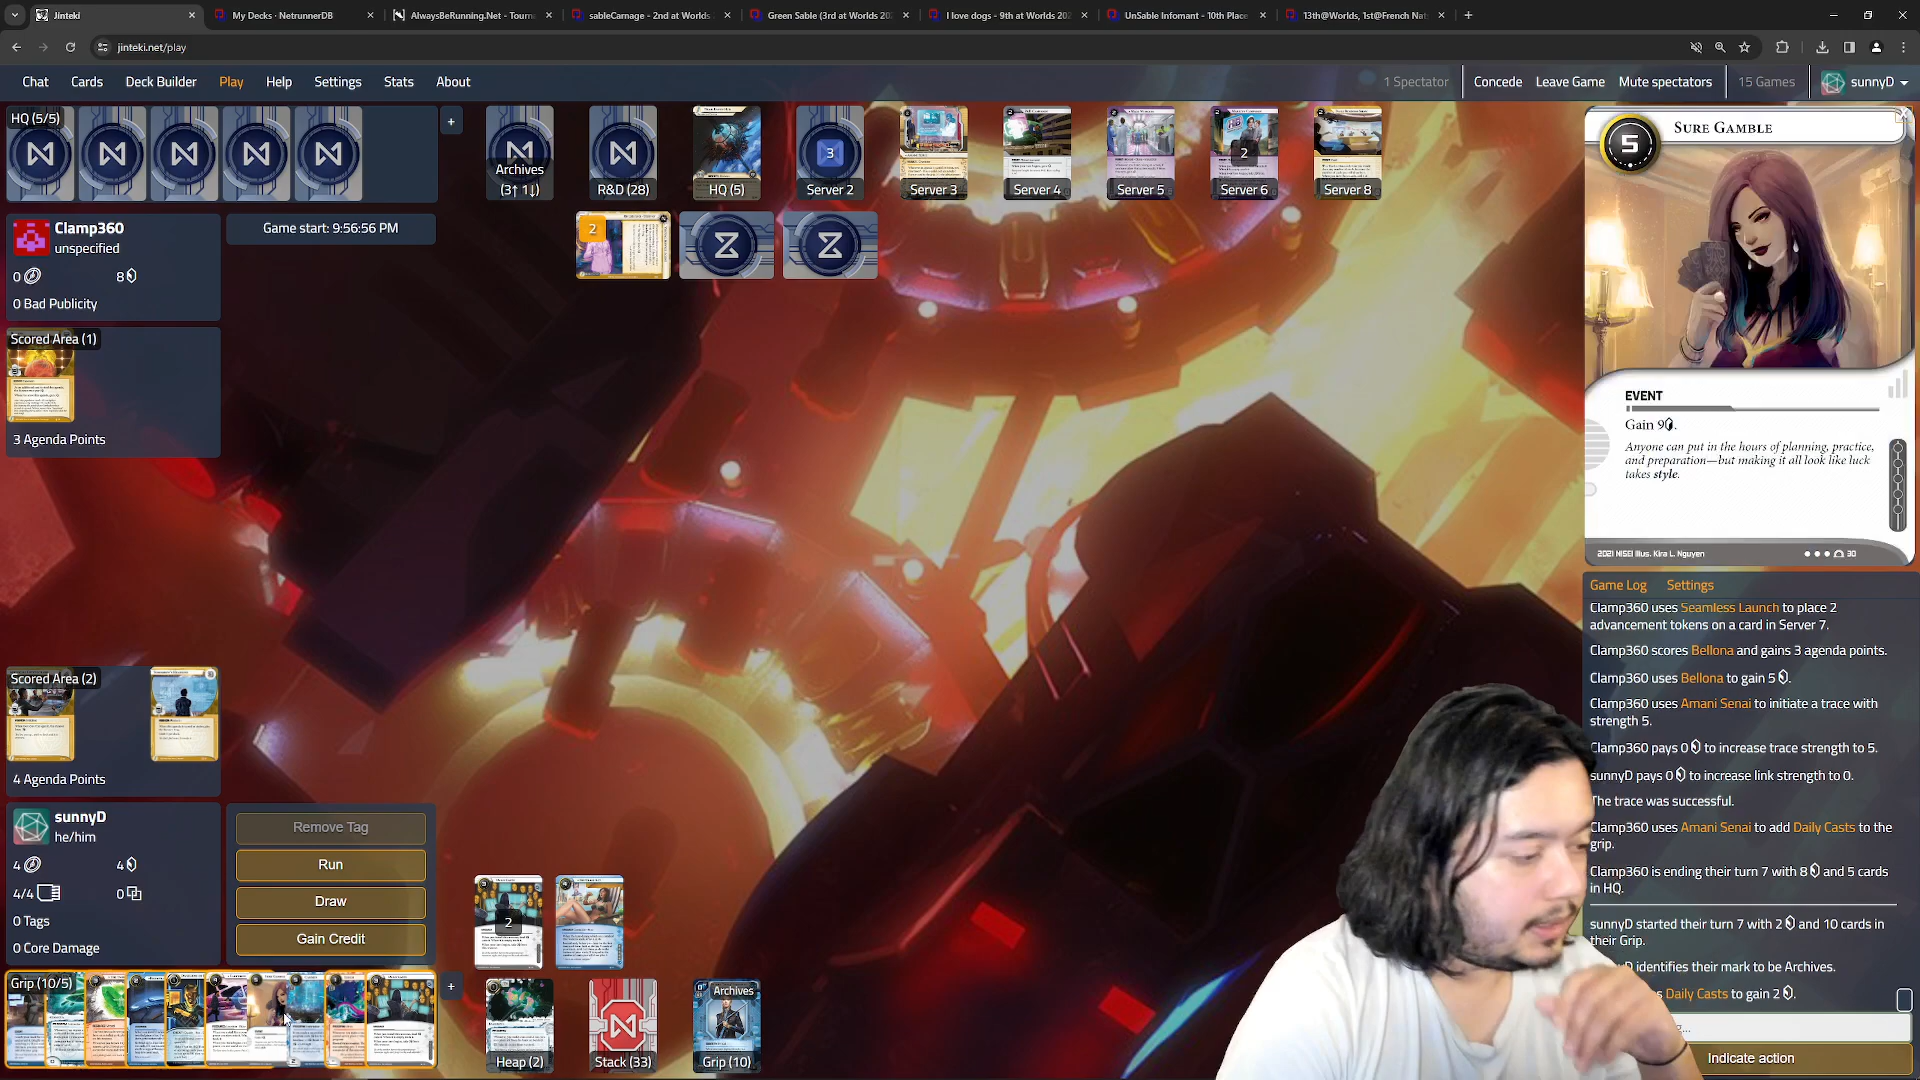 Jinteki
My Decks · NetrunnerDB
AlwaysBeRunning.Net - Tourna
sableCarnage - 2nd at Worlds
Green Sable (3rd at Worlds 202
I love dogs - 9th at Worlds 202
UnSable Infomant - 10th Place
13th@Worlds, 1st@French Nat
jinteki.net/play
Chat
Cards
Deck Builder
Play
Help
Settings
Stats
About
1 Spectator
Concede
Leave Game
Mute spectators
15 Games
sunnyD
HQ (5/5)
Archives
(3↑ 1↓)
R&D (28)
HQ (5)
3
Server 2
Server 3
Server 4
Server 5
2
Server 6
Server 8
2
Clamp360
unspecified
0
8
0 Bad Publicity
Game start: 9:56:56 PM
Scored Area (1)
3 Agenda Points
Scored Area (2)
4 Agenda Points
sunnyD
he/him
4
4
4/4
0
0 Tags
0 Core Damage
Remove Tag
Run
Draw
Gain Credit
Grip (10/5)
2
Heap (2)
Stack (33)
Archives
Grip (10)
5
Sure Gamble
EVENT
Gain 9
Anyone can put in the hours of planning, practice,
and preparation—but making it all look like luck
takes style.
2021 NISEI Illus. Kira L. Nguyen
30
Game Log
Settings
Clamp360 uses Seamless Launch to place 2
advancement tokens on a card in Server 7.
Clamp360 scores Bellona and gains 3 agenda points.
Clamp360 uses Bellona to gain 5
Clamp360 uses Amani Senai to initiate a trace with
strength 5.
Clamp360 pays 0 to increase trace strength to 5.
sunnyD pays 0 to increase link strength to 0.
The trace was successful.
Clamp360 uses Amani Senai to add Daily Casts to the
grip.
Clamp360 is ending their turn 7 with 8 and 5 cards
in HQ.
sunnyD started their turn 7 with 2 and 10 cards in
their Grip.
D identifies their mark to be Archives.
s Daily Casts to gain 2
Indicate action